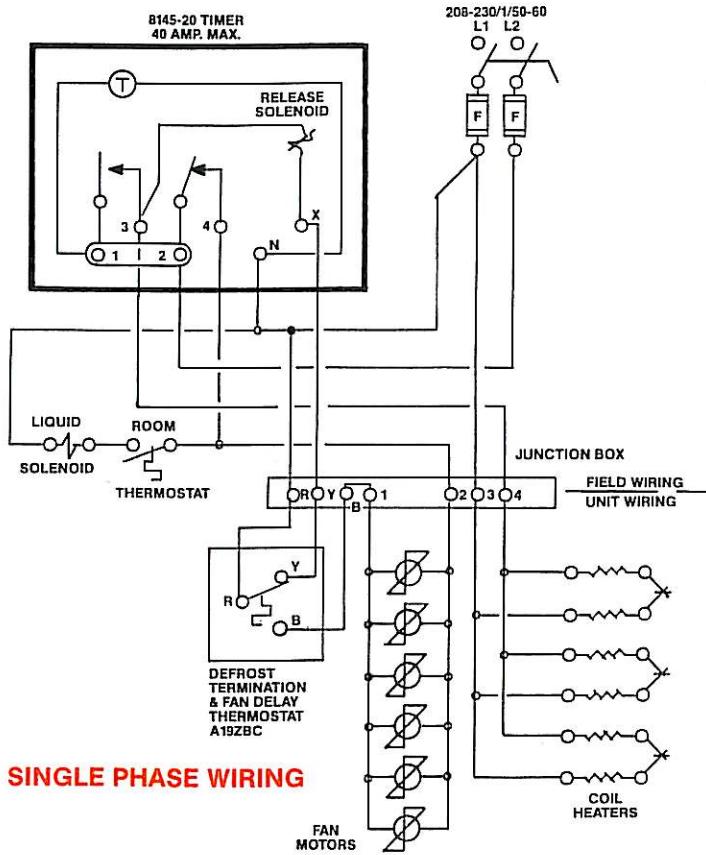 8145-20 TIMER
40 AMP. MAX.
208-230/1/50-60
L1 L2
T
RELEASE
SOLENOID
F F
3
4
X
1 2
N
LIQUID
SOLENOID
ROOM
THERMOSTAT
JUNCTION BOX
FIELD WIRING
UNIT WIRING
R Y B 1 2 3 4
Y
R
B
DEFROST
TERMINATION
& FAN DELAY
THERMOSTAT
A19ZBC
SINGLE PHASE WIRING
FAN
MOTORS
COIL
HEATERS